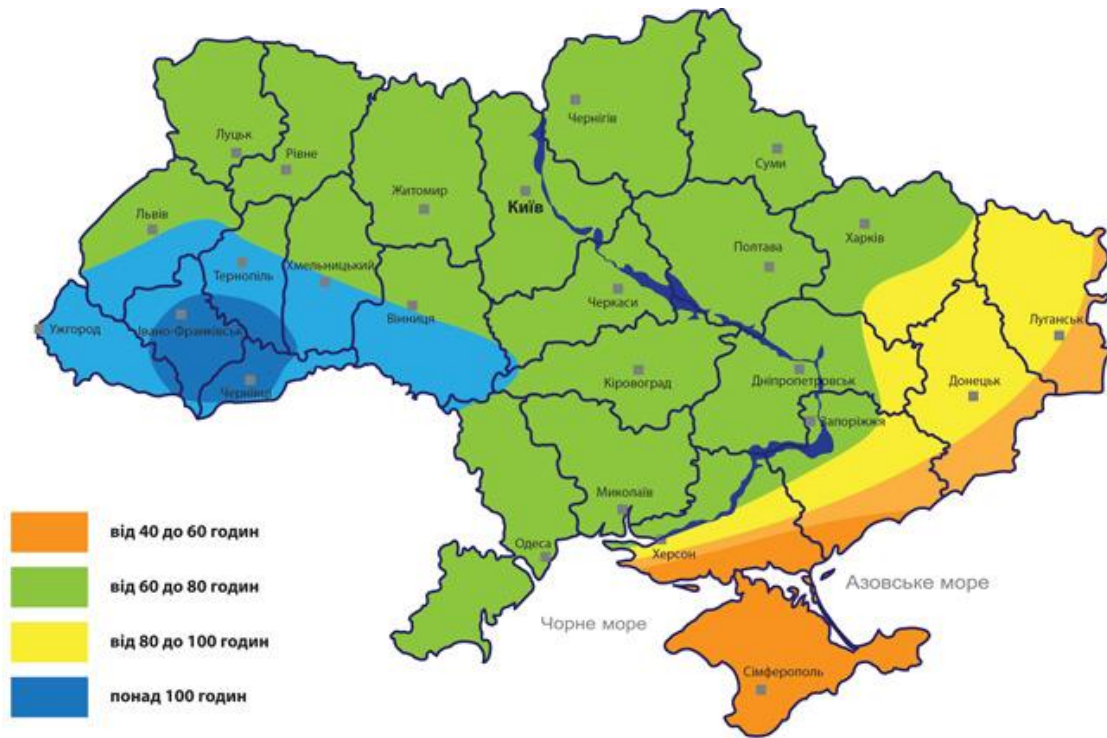 Чернігів
Луцьк
Рівне
Суми
Житомир
Київ
Львів
Харків
Полтава
Тернопіль
Хмельницький
Черкаси
Вінниця
Ужгород
Івано-Франківськ
Луганськ
Кіровоград
Дніпропетровськ
Донецьк
Чернівці
Запоріжжя
Миколаїв
від 40 до 60 годин
Одеса
Херсон
від 60 до 80 годин
Азовське море
Чорне море
від 80 до 100 годин
Сімферополь
понад 100 годин